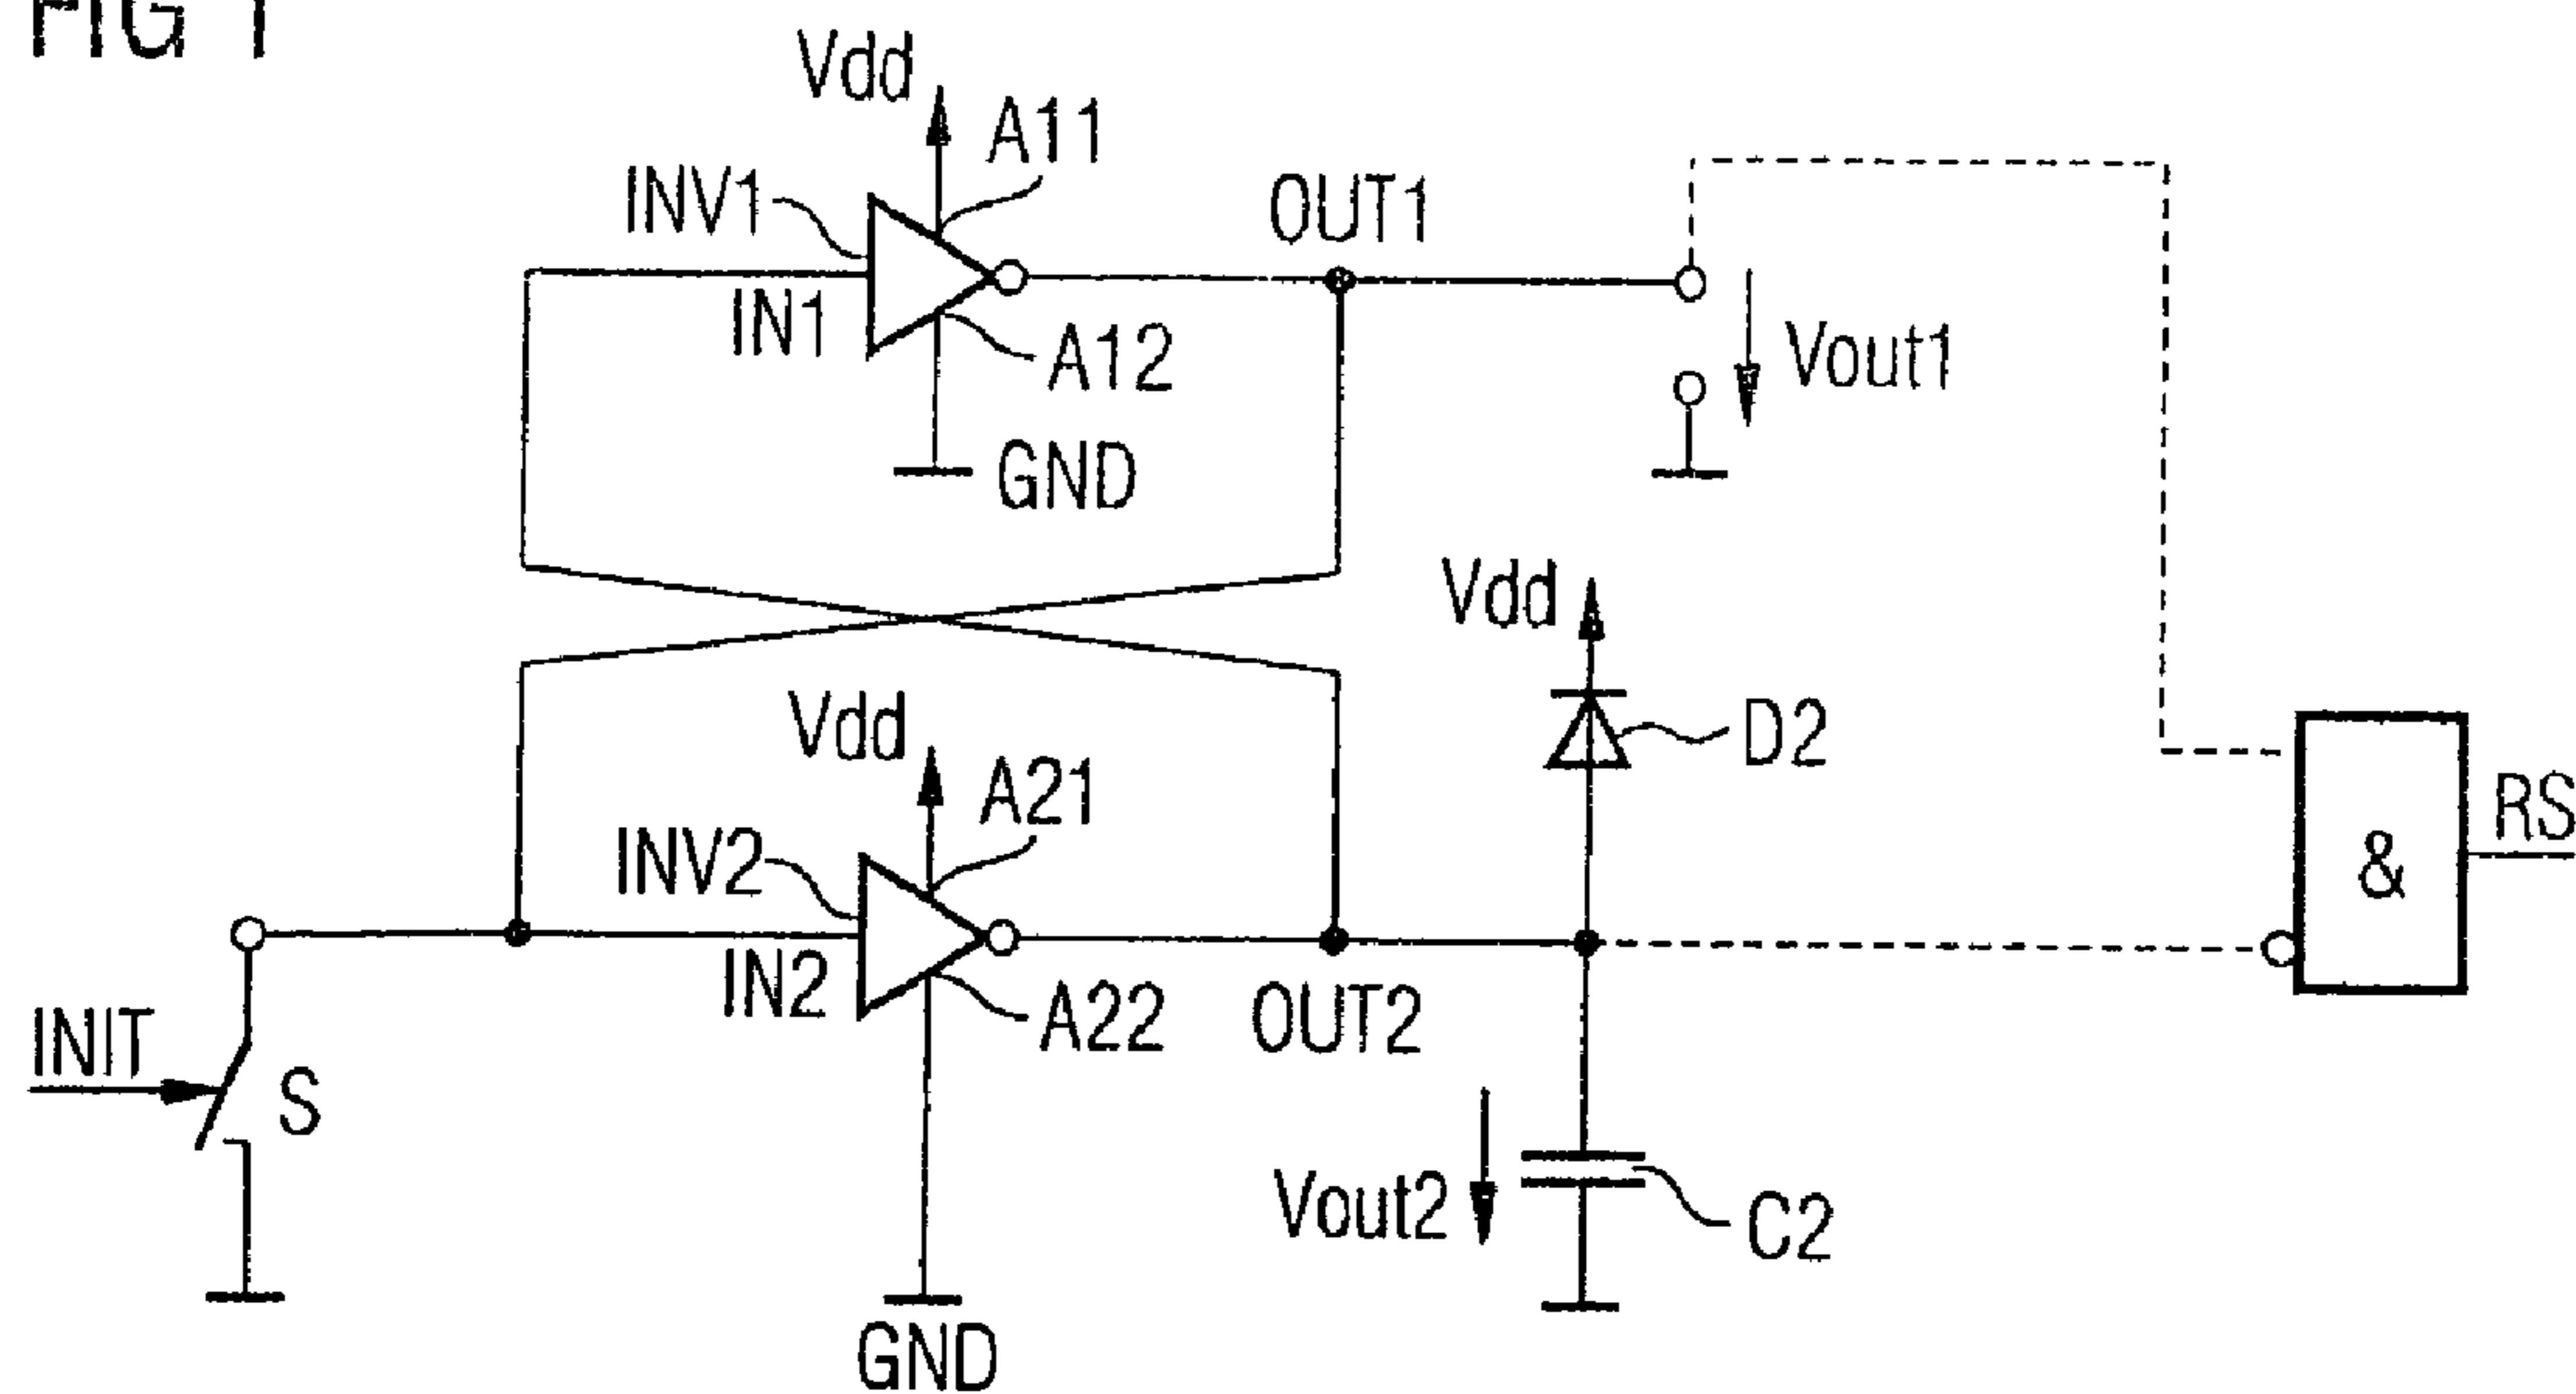 FIG 1
Vdd
A11
INV1
OUT1
IN1
A12
Vout1
GND
Vdd
Vdd
D2
A21
INV2
RS
&
IN2
A22
OUT2
INIT
S
Vout2
C2
GND